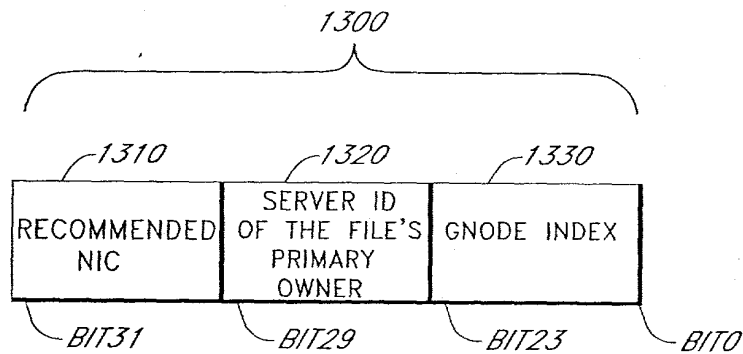 1300
1310
1320
1330
RECOMMENDED
NIC
SERVER ID
OF THE FILE'S
PRIMARY
OWNER
GNODE INDEX
BIT31
BIT29
BIT23
BIT0